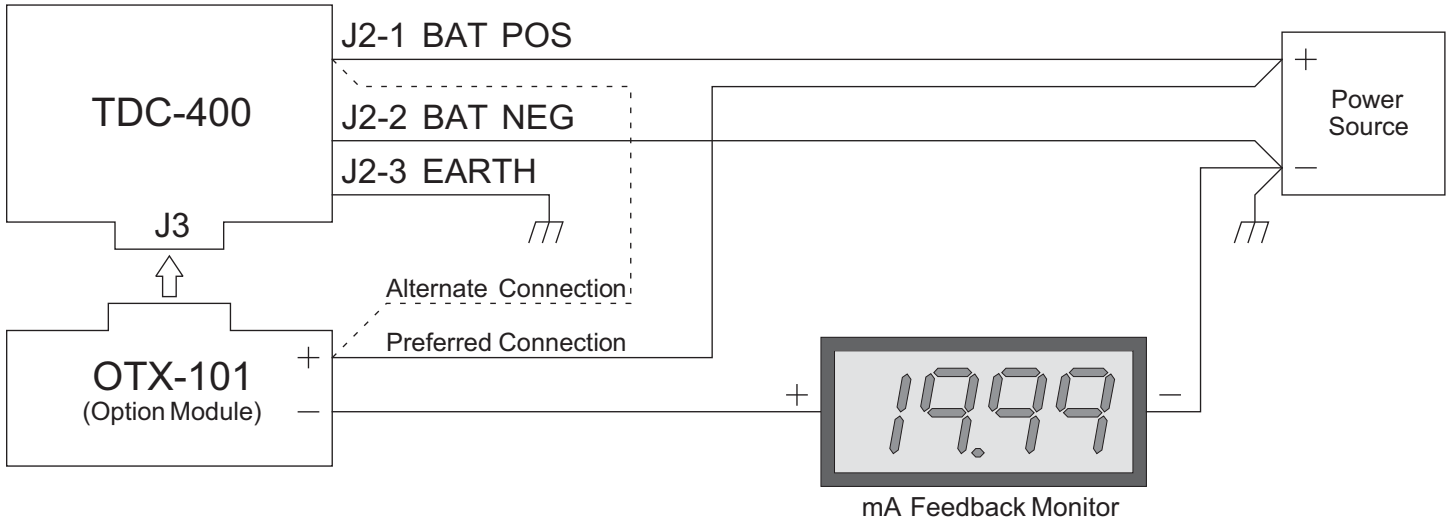 J2-1 BAT POS
TDC-400
J2-2 BAT NEG
J2-3 EARTH
J3
+
Power
Source
—
Alternate Connection
Preferred Connection
OTX-101
(Option Module)
+
—
+
19.99
—
mA Feedback Monitor